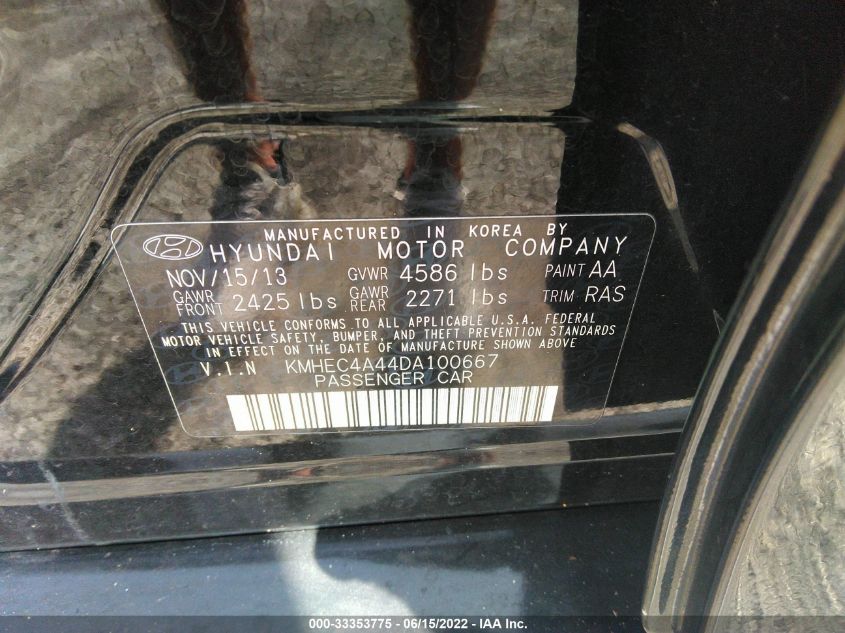 MANUFACTURED IN KOREA BY
HYUNDAI MOTOR COMPANY
NOV/15/13 GVWR 4586 lbs PAINT AA
GAWR FRONT 2425 lbs GAWR REAR 2271 lbs TRIM RAS
THIS VEHICLE CONFORMS TO ALL APPLICABLE U.S.A. FEDERAL
MOTOR VEHICLE SAFETY, BUMPER, AND THEFT PREVENTION STANDARDS
IN EFFECT ON THE DATE OF MANUFACTURE SHOWN ABOVE
V.I.N KMHEC4A44DA100667
PASSENGER CAR
000-33353775 - 06/15/2022 - IAA Inc.